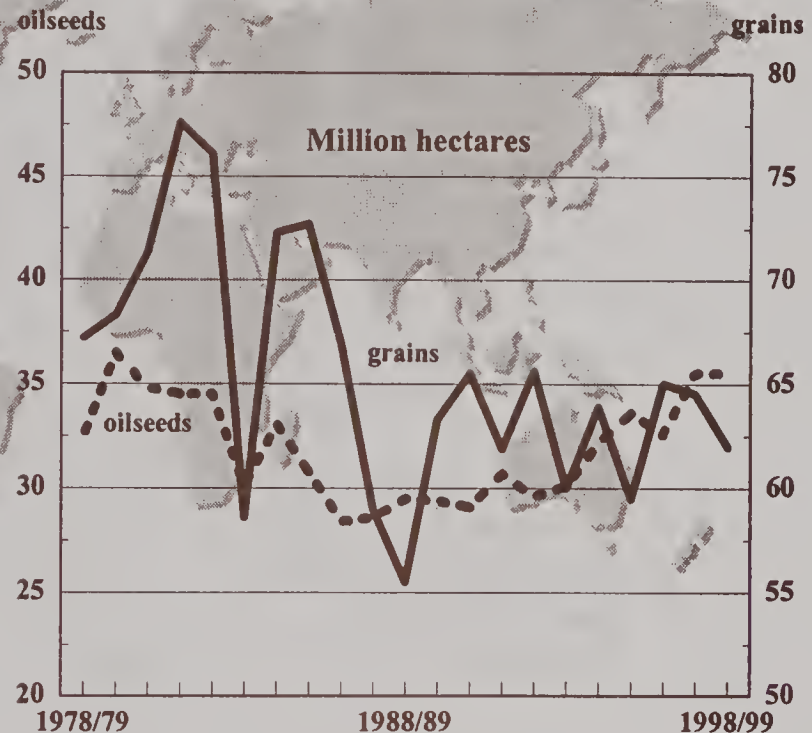 oilseeds grains
50 80
Million hectares
45 75
40 70
grains
35 65
oilseeds
30 60
25 55
20 50
1978/79 1988/89 1998/99